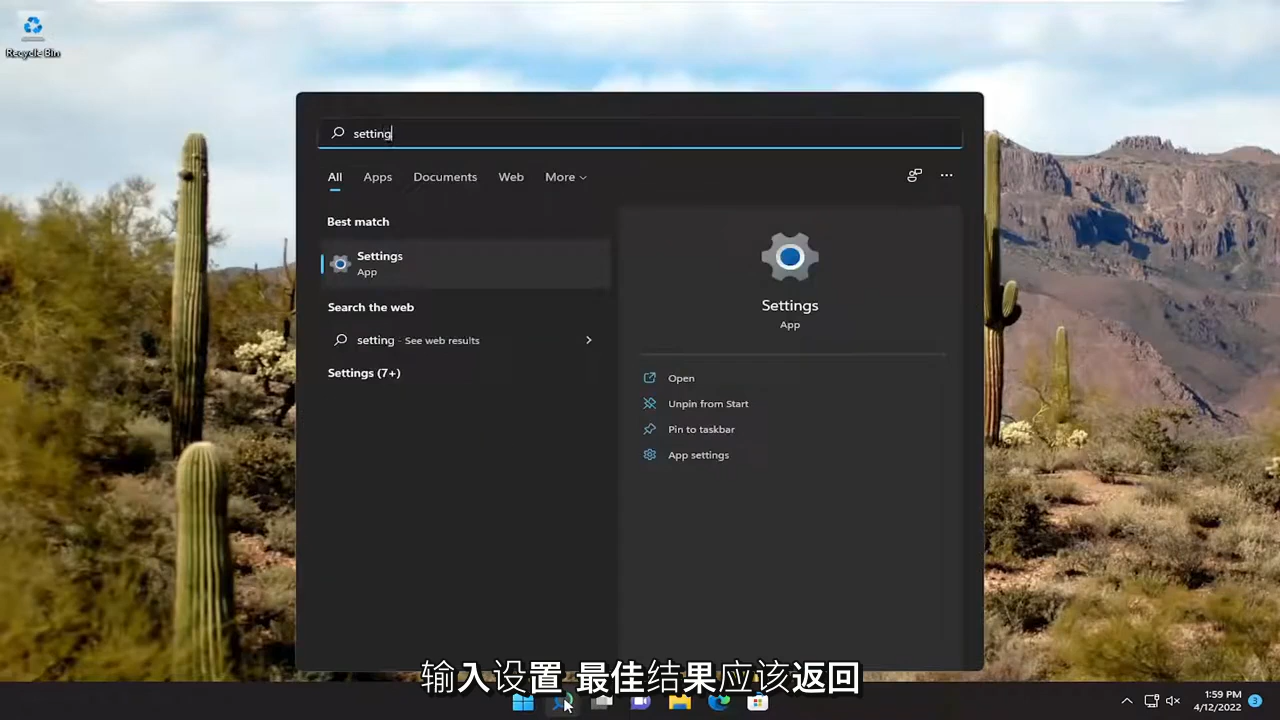 Recycle Bin
setting
All Apps Documents Web More
Best match
Settings
App
Search the web
setting - See web results
Settings (7+)
Settings
App
Open
Unpin from Start
Pin to taskbar
App settings
输入设置 最佳结果应该返回
1:59 PM
4/12/2022
3